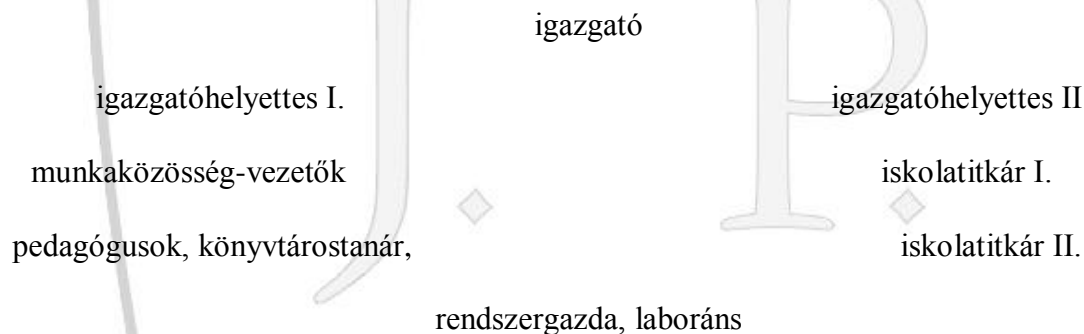 igazgató
igazgatóhelyettes I. igazgatóhelyettes II
munkaközösség-vezetők iskolatitkár I.
pedagógusok, könyvtárostanár, iskolatitkár II.
rendszergazda, laboráns
J. P.